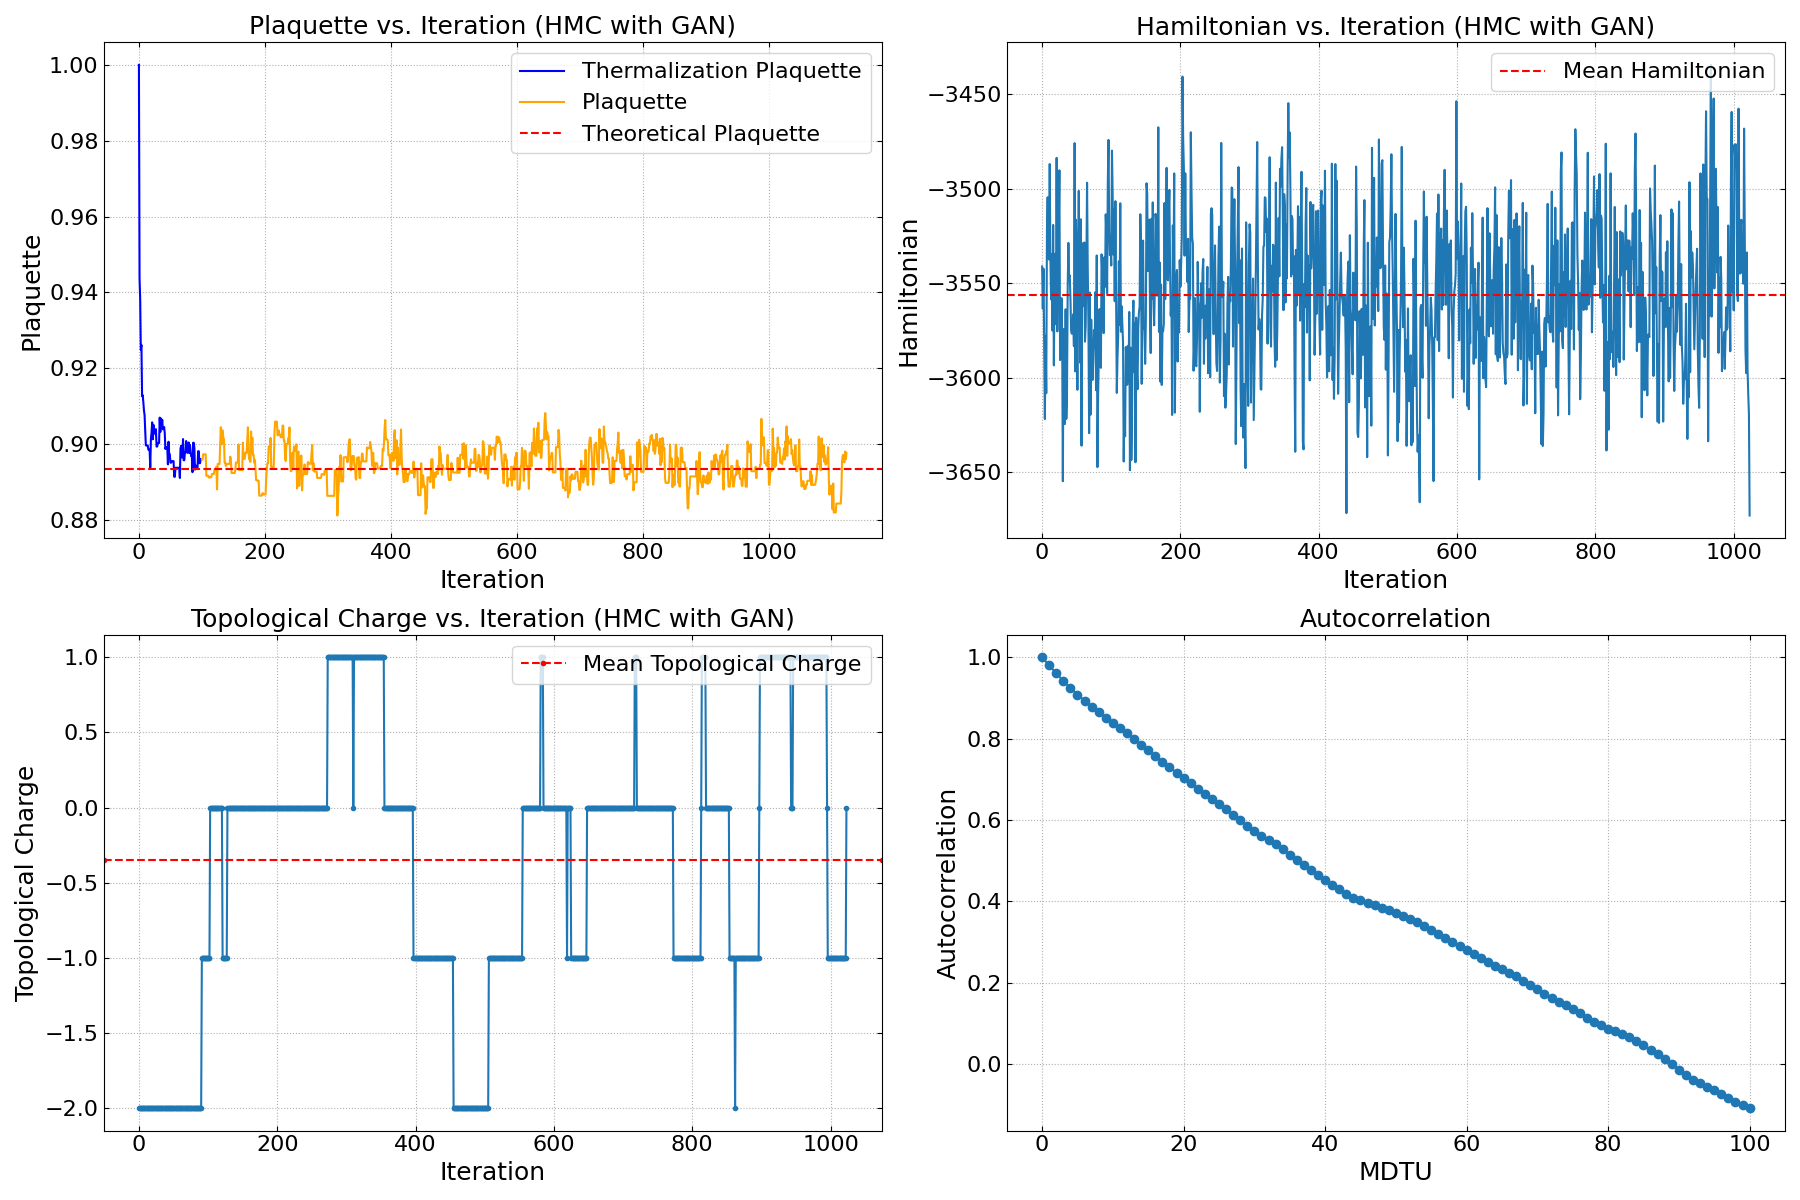 Plaquette vs. Iteration (HMC with GAN)
1.00
0.98
0.96
0.94
0.92
0.90
0.88
Plaquette
Thermalization Plaquette
Plaquette
Theoretical Plaquette
0 200 400 600 800 1000
Iteration
Hamiltonian vs. Iteration (HMC with GAN)
−3450
−3500
−3550
−3600
−3650
Hamiltonian
Mean Hamiltonian
0 200 400 600 800 1000
Iteration
Topological Charge vs. Iteration (HMC with GAN)
1.0
0.5
0.0
−0.5
−1.0
−1.5
−2.0
Topological Charge
Mean Topological Charge
0 200 400 600 800 1000
Iteration
Autocorrelation
1.0
0.8
0.6
0.4
0.2
0.0
Autocorrelation
0 20 40 60 80 100
MDTU